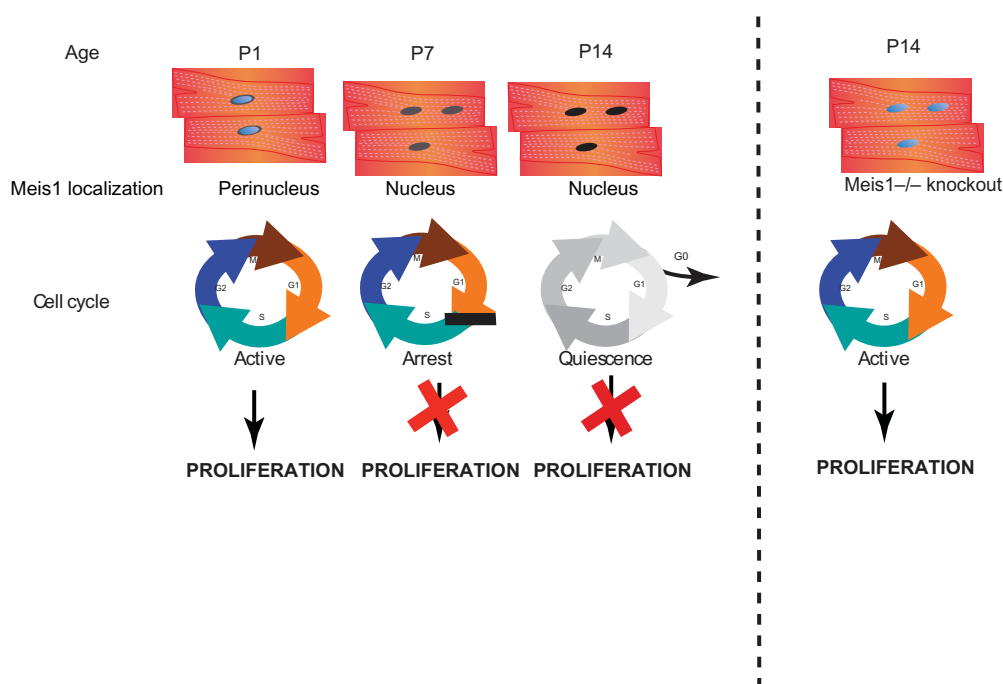 Age P1 P7 P14 P14
Meis1 localization Perinucleus Nucleus Nucleus Meis1–/– knockout
M G1 S G2
M G1 S G2
M G1 S G2 G0
M G1 S G2
Cell cycle
Active Arrest Quiescence Active
PROLIFERATION PROLIFERATION PROLIFERATION PROLIFERATION